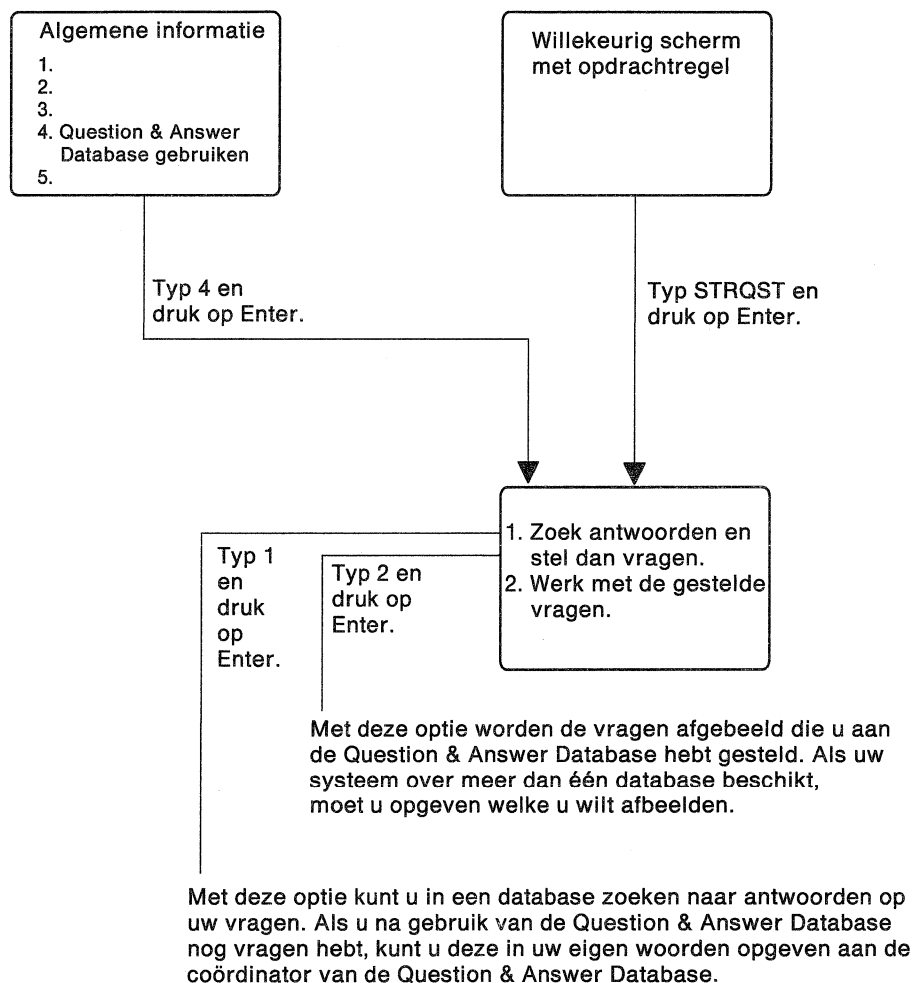 Algemene informatie
1.
2.
3.
4. Question & Answer
Database gebruiken
5.
Willekeurig scherm
met opdrachtregel
Typ 4 en
druk op Enter.
Typ STRQST en
druk op Enter.
1. Zoek antwoorden en
stel dan vragen.
2. Werk met de gestelde
vragen.
Typ 1
en
druk
op
Enter.
Typ 2 en
druk op
Enter.
Met deze optie worden de vragen afgebeeld die u aan
de Question & Answer Database hebt gesteld. Als uw
systeem over meer dan één database beschikt,
moet u opgeven welke u wilt afbeelden.
Met deze optie kunt u in een database zoeken naar antwoorden op
uw vragen. Als u na gebruik van de Question & Answer Database
nog vragen hebt, kunt u deze in uw eigen woorden opgeven aan de
coördinator van de Question & Answer Database.